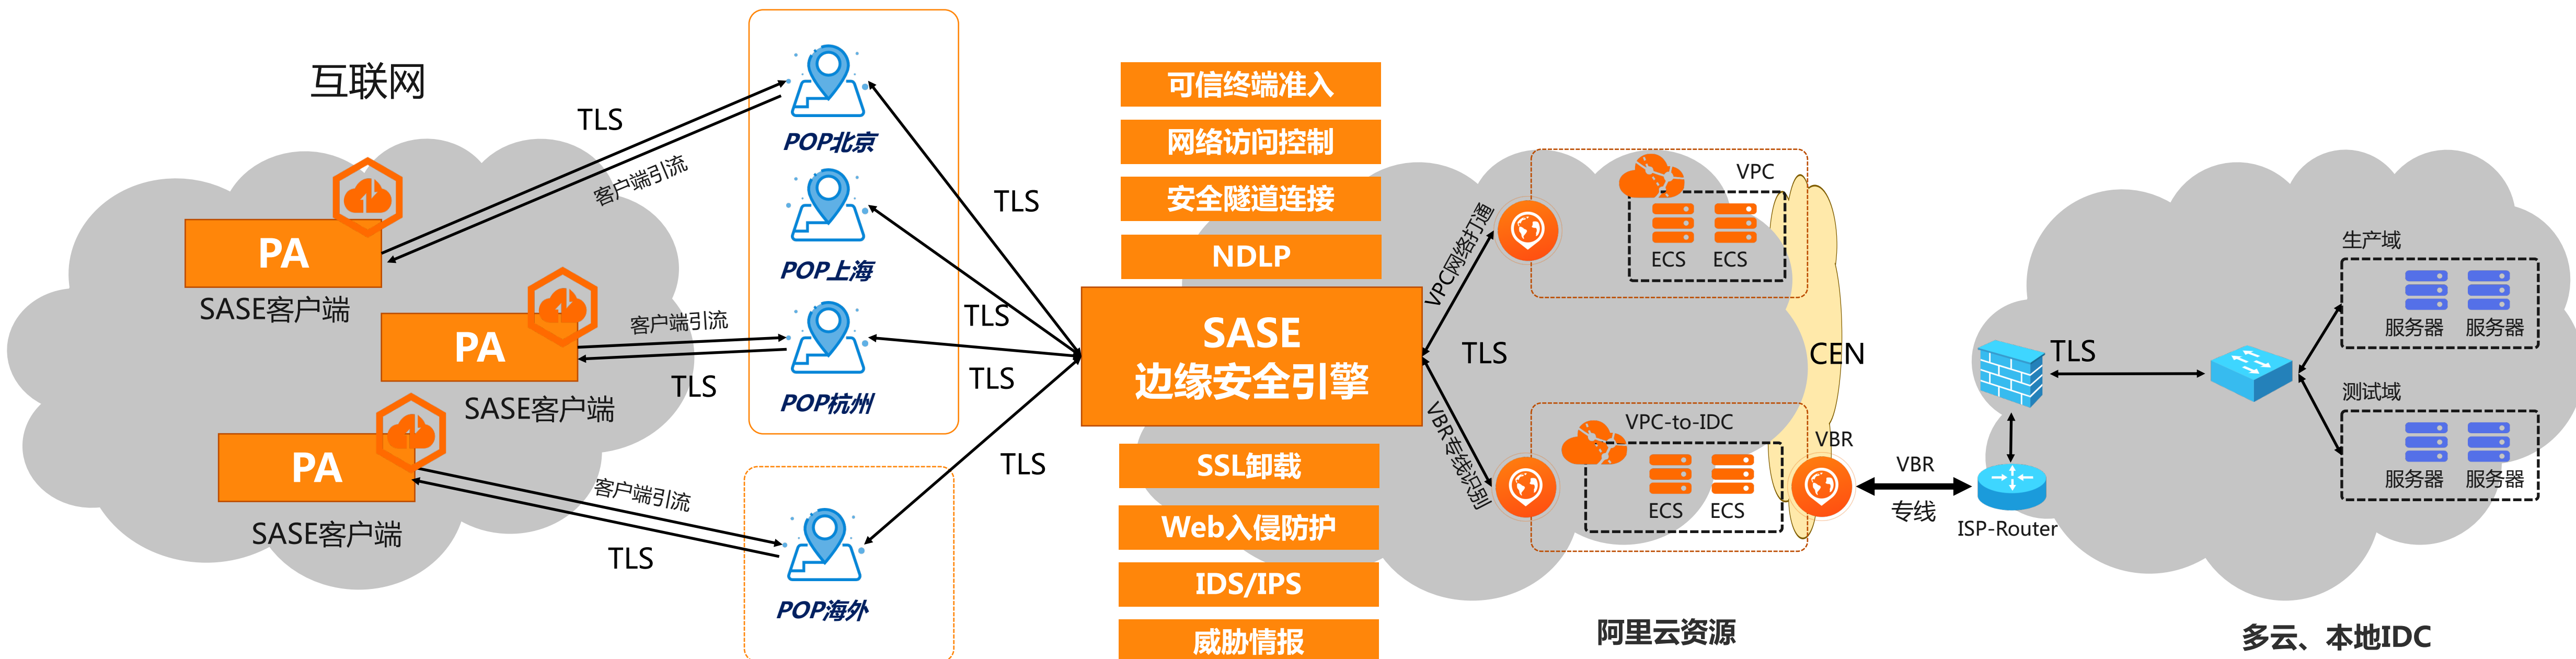 互联网
PA
SASE客户端
PA
SASE客户端
PA
SASE客户端
TLS
客户端引流
客户端引流
TLS
客户端引流
TLS
POP北京
POP上海
POP杭州
POP海外
TLS
TLS
TLS
TLS
可信终端准入
网络访问控制
安全隧道连接
NDLP
SASE
边缘安全引擎
SSL卸载
Web入侵防护
IDS/IPS
威胁情报
VPC网络打通
TLS
VBR专线识别
VPC
ECS
ECS
CEN
VPC-to-IDC
ECS
ECS
VBR
阿里云资源
VBR
专线
ISP-Router
TLS
生产域
服务器
服务器
测试域
服务器
服务器
多云、本地IDC